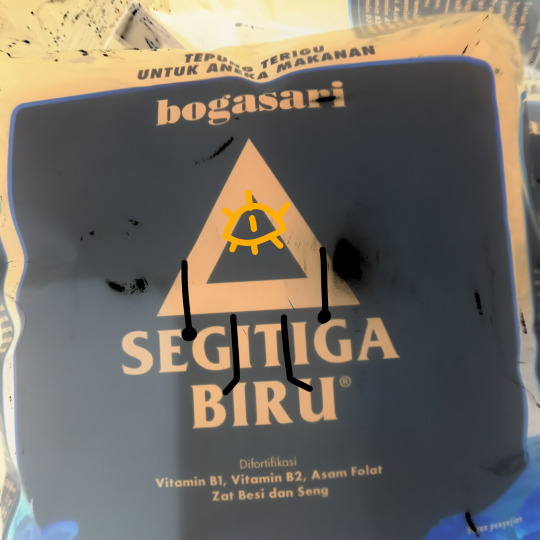 TEPUNG TERIGU
UNTUK ANEKA MAKANAN
bogasari
SEGITIGA
BIRU®
Difortifikasi
Vitamin B1, Vitamin B2, Asam Folat
Zat Besi dan Seng
penyajian